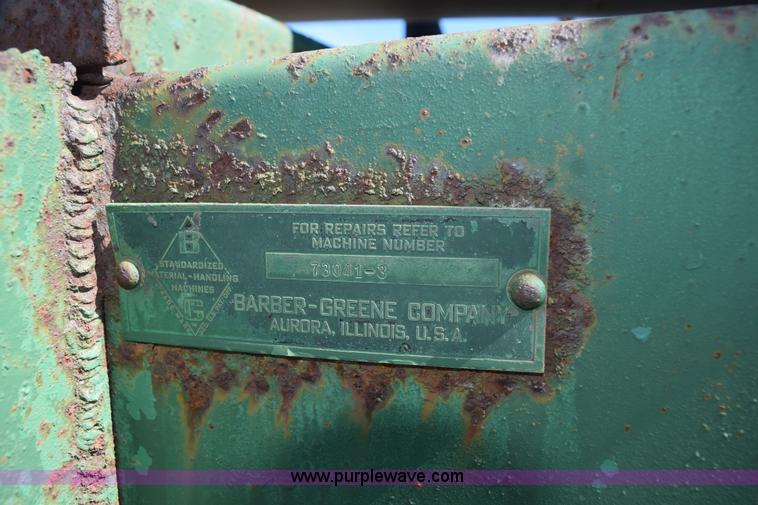 B
STANDARDIZED
MATERIAL-HANDLING
MACHINES
G
FOR REPAIRS REFER TO
MACHINE NUMBER
73041-3
BARBER-GREENE COMPANY
AURORA, ILLINOIS, U.S.A.
www.purplewave.com